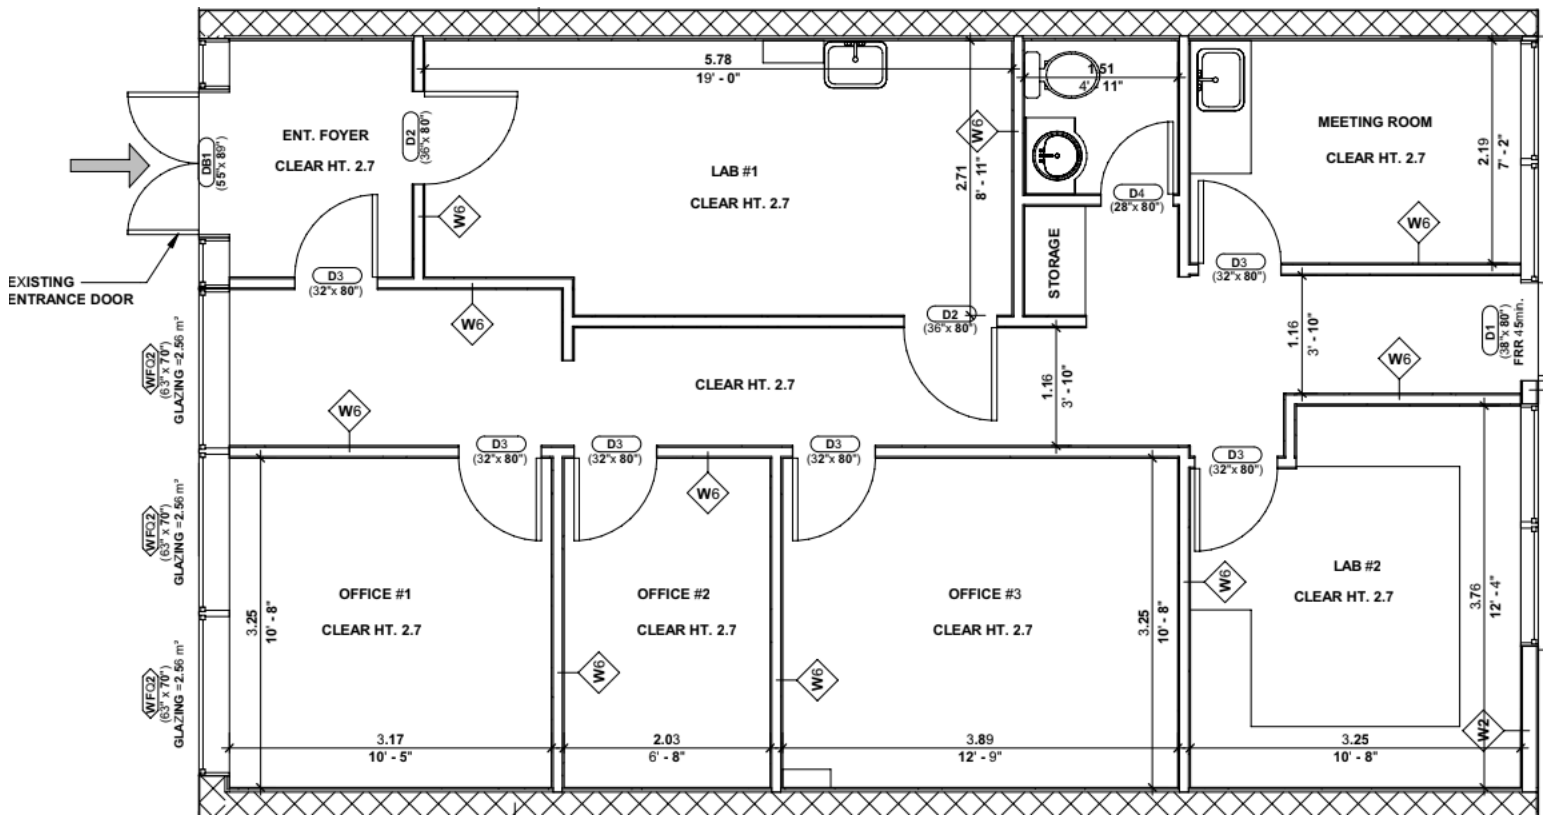 5.78
19' - 0"
1.51
4' - 11"
ENT. FOYER
CLEAR HT. 2.7
DB1
(55"x 89")
D2
(36"x 80")
W6
LAB #1
CLEAR HT. 2.7
2.71
8' - 11"
W6
D4
(28"x 80")
MEETING ROOM
CLEAR HT. 2.7
2.19
7' - 2"
W6
EXISTING
ENTRANCE DOOR
D3
(32"x 80")
W6
STORAGE
D2
(36"x 80")
D3
(32"x 80")
1.16
3' - 10"
D1
(38"x 80")
FRR 45min.
W6
WFQ2
(63" x 70")
GLAZING =2.56 m²
W6
CLEAR HT. 2.7
1.16
3' - 10"
D3
(32"x 80")
D3
(32"x 80")
D3
(32"x 80")
D3
(32"x 80")
WFQ2
(63" x 70")
GLAZING =2.56 m²
W6
OFFICE #1
CLEAR HT. 2.7
3.25
10' - 8"
OFFICE #2
CLEAR HT. 2.7
W6
OFFICE #3
CLEAR HT. 2.7
W6
3.25
10' - 8"
W6
LAB #2
CLEAR HT. 2.7
3.76
12' - 4"
WFQ2
(63" x 70")
GLAZING =2.56 m²
W2
3.17
10' - 5"
2.03
6' - 8"
3.89
12' - 9"
3.25
10' - 8"